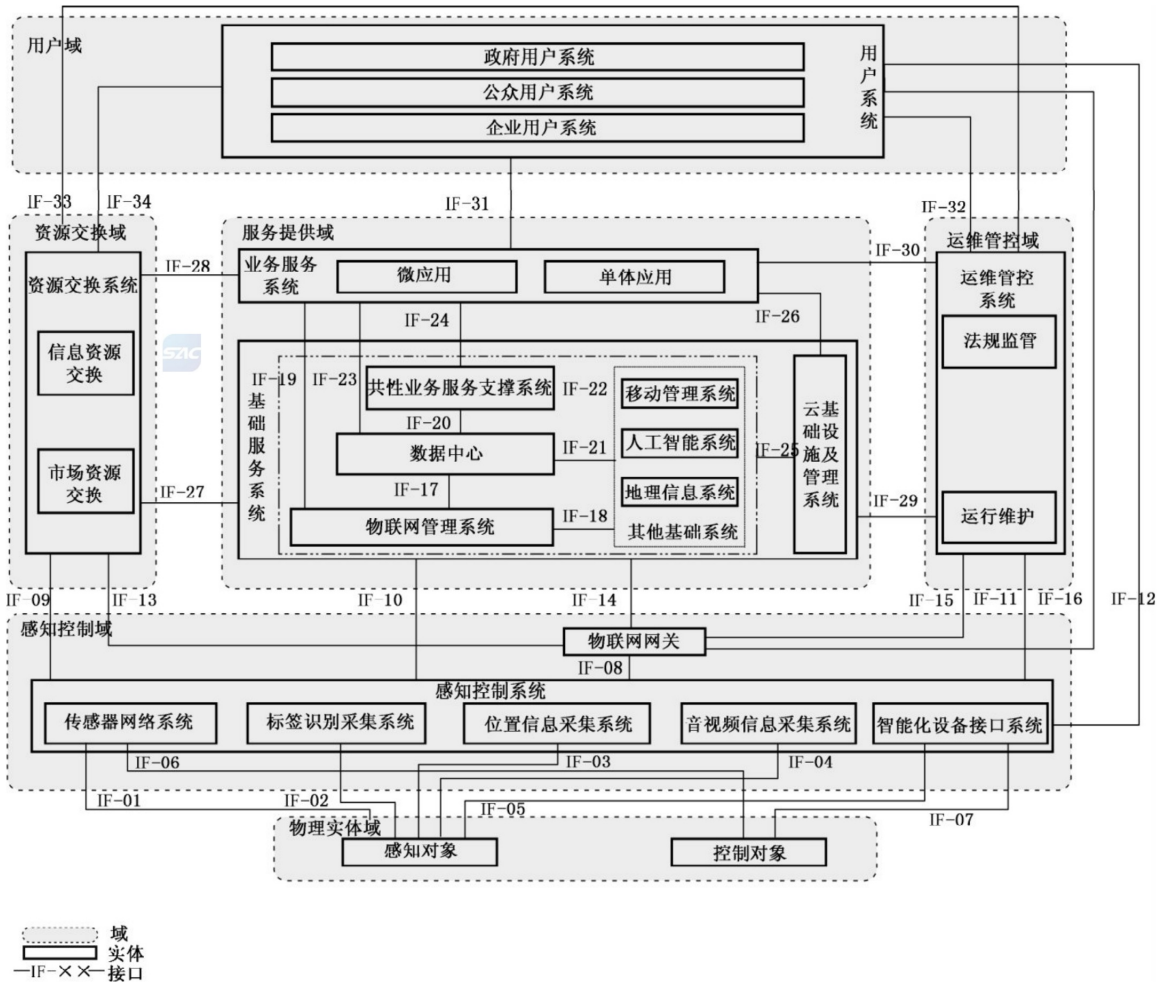 用户域
政府用户系统
公众用户系统
企业用户系统
用户系统
IF-33
IF-34
IF-31
IF-32
资源交换域
服务提供域
运维管控域
IF-28
IF-30
资源交换系统
业务服务
系统
微应用
单体应用
运维管控
系统
IF-24
IF-26
信息资源
交换
SAC
法规监管
IF-19
IF-23
共性业务服务支撑系统
IF-22
移动管理系统
基础服务系统
IF-20
数据中心
IF-21
人工智能系统
IF-25
云基础设施及管理系统
市场资源
交换
IF-27
IF-17
地理信息系统
IF-29
物联网管理系统
IF-18
其他基础系统
运行维护
IF-09
IF-13
IF-10
IF-14
IF-15
IF-11
IF-16
IF-12
感知控制域
物联网网关
IF-08
感知控制系统
传感器网络系统
标签识别采集系统
位置信息采集系统
音视频信息采集系统
智能化设备接口系统
IF-06
IF-03
IF-04
IF-01
IF-02
IF-05
IF-07
物理实体域
感知对象
控制对象
域
实体
IF-××
接口